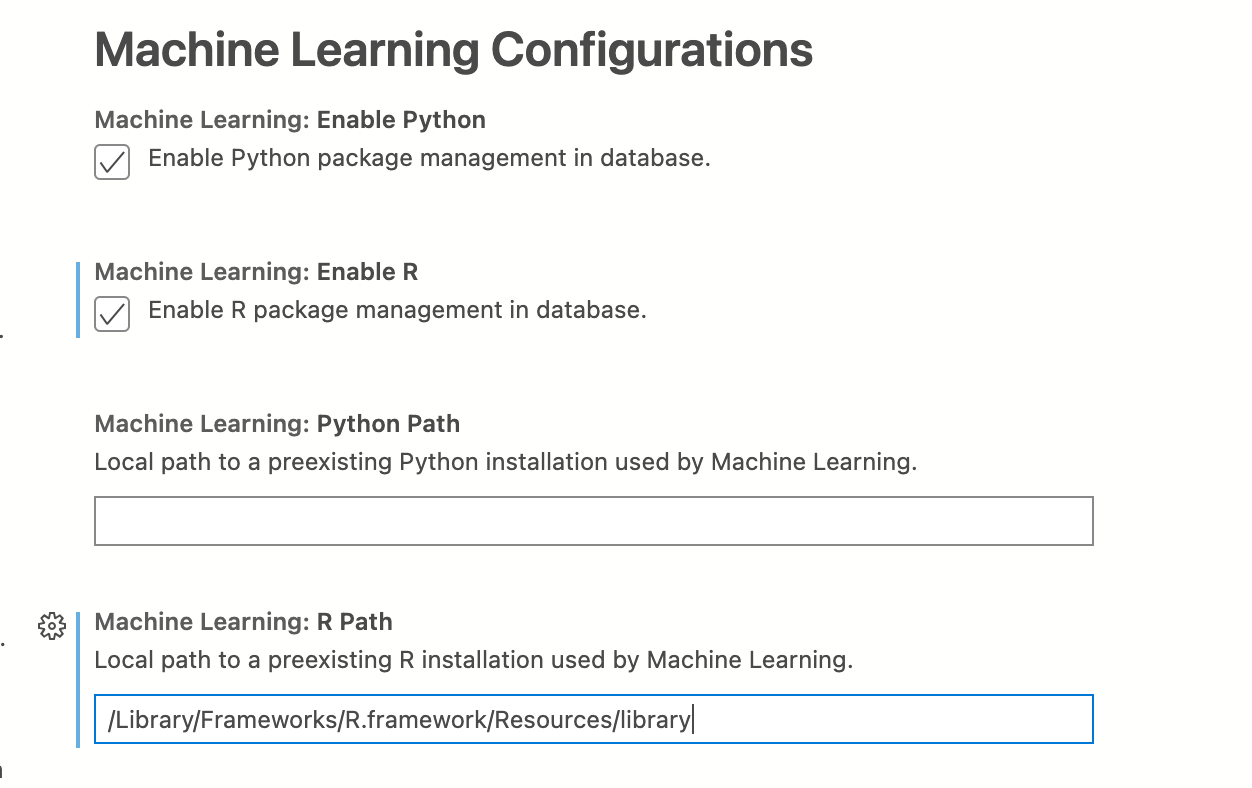 Machine Learning Configurations
Machine Learning: Enable Python
Enable Python package management in database.
Machine Learning: Enable R
Enable R package management in database.
Machine Learning: Python Path
Local path to a preexisting Python installation used by Machine Learning.
Machine Learning: R Path
Local path to a preexisting R installation used by Machine Learning.
/Library/Frameworks/R.framework/Resources/library